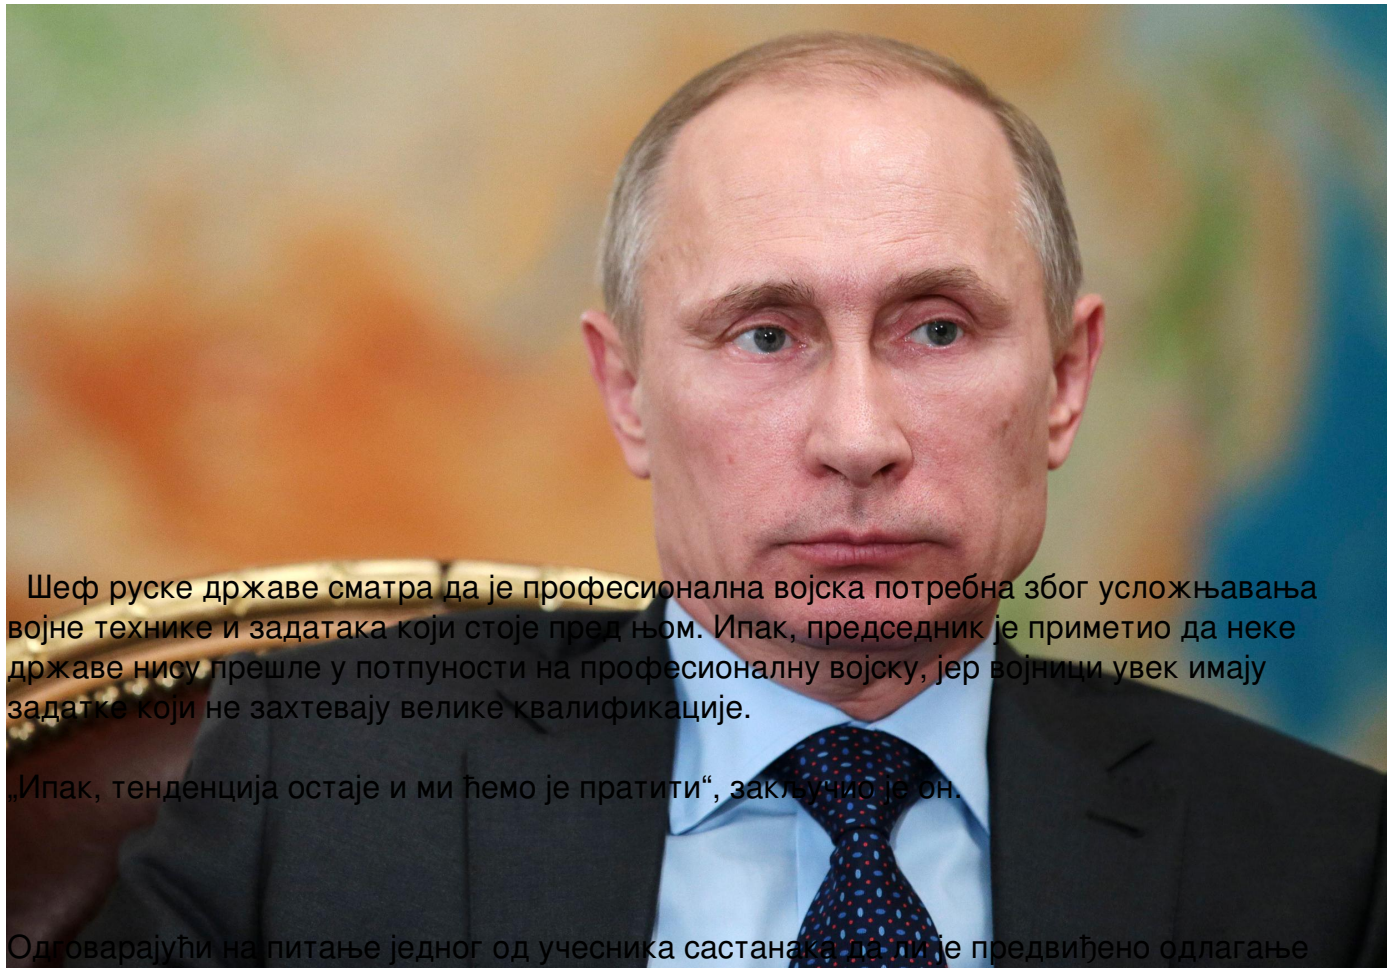 Шеф руске државе сматра да је професионална војска потребна због усложњавања
војне технике и задатака који стоје пред њом. Ипак, председник је приметио да неке
државе нису прешле у потпуности на професионалну војску, јер војници увек имају
задатке који не захтевају велике квалификације.
„Ипак, тенденција остаје и ми ћемо је пратити“, закључио је он.
Одговарајући на питање једног од учесника састанака да ли је предвиђено одлагање